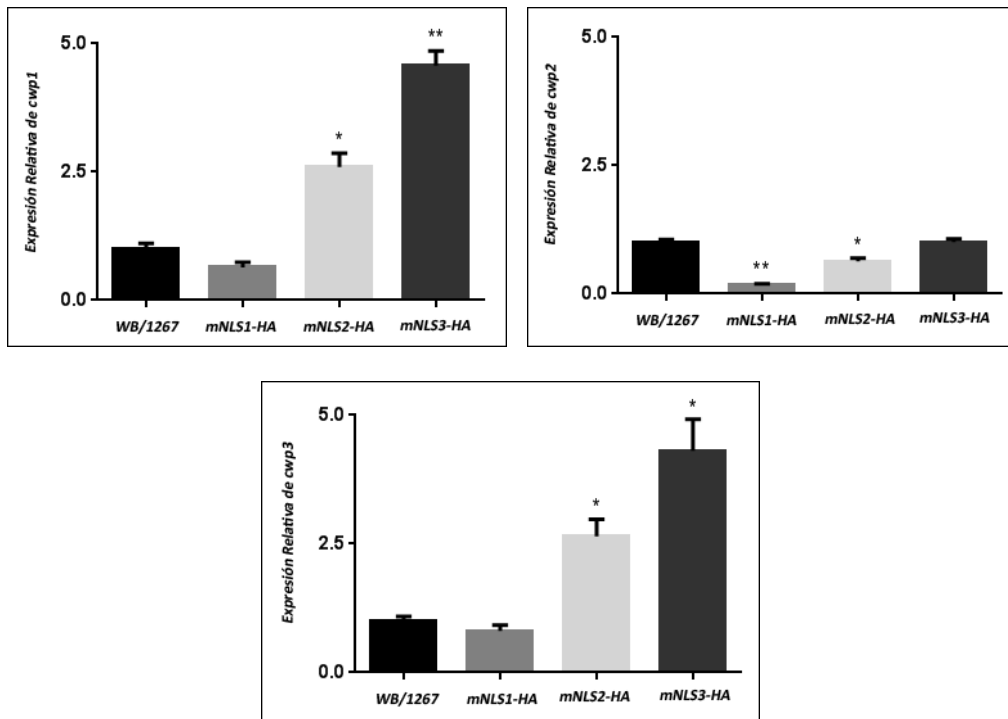 Expresión Relativa de cwp1
5.0
2.5
0.0
*
**
WB/1267 mNLS1-HA mNLS2-HA mNLS3-HA
Expresión Relativa de cwp2
5.0
2.5
0.0
**
*
WB/1267 mNLS1-HA mNLS2-HA mNLS3-HA
Expresión Relativa de cwp3
5.0
2.5
0.0
*
*
WB/1267 mNLS1-HA mNLS2-HA mNLS3-HA